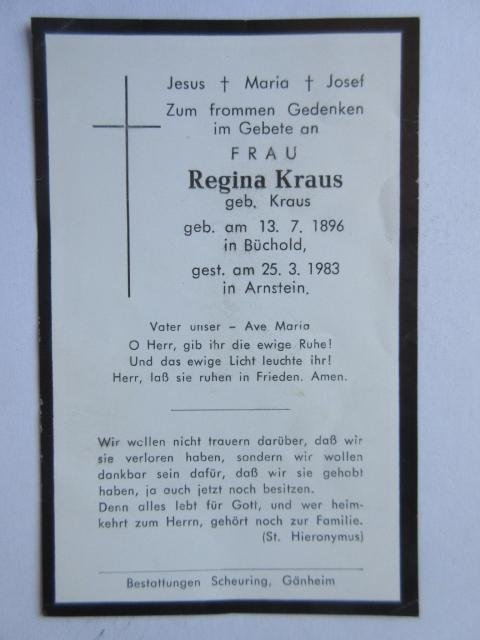 Jesus † Maria † Josef
Zum frommen Gedenken
im Gebete an
FRAU
Regina Kraus
geb. Kraus
geb. am 13. 7. 1896
in Büchold,
gest. am 25. 3. 1983
in Arnstein.
Vater unser – Ave Maria
O Herr, gib ihr die ewige Ruhe!
Und das ewige Licht leuchte ihr!
Herr, laß sie ruhen in Frieden. Amen.
Wir wollen nicht trauern darüber, daß wir
sie verloren haben, sondern wir wollen
dankbar sein dafür, daß wir sie gehabt
haben, ja auch jetzt noch besitzen.
Denn alles lebt für Gott, und wer heim-
kehrt zum Herrn, gehört noch zur Familie.
(St. Hieronymus)
Bestattungen Scheuring, Gänheim